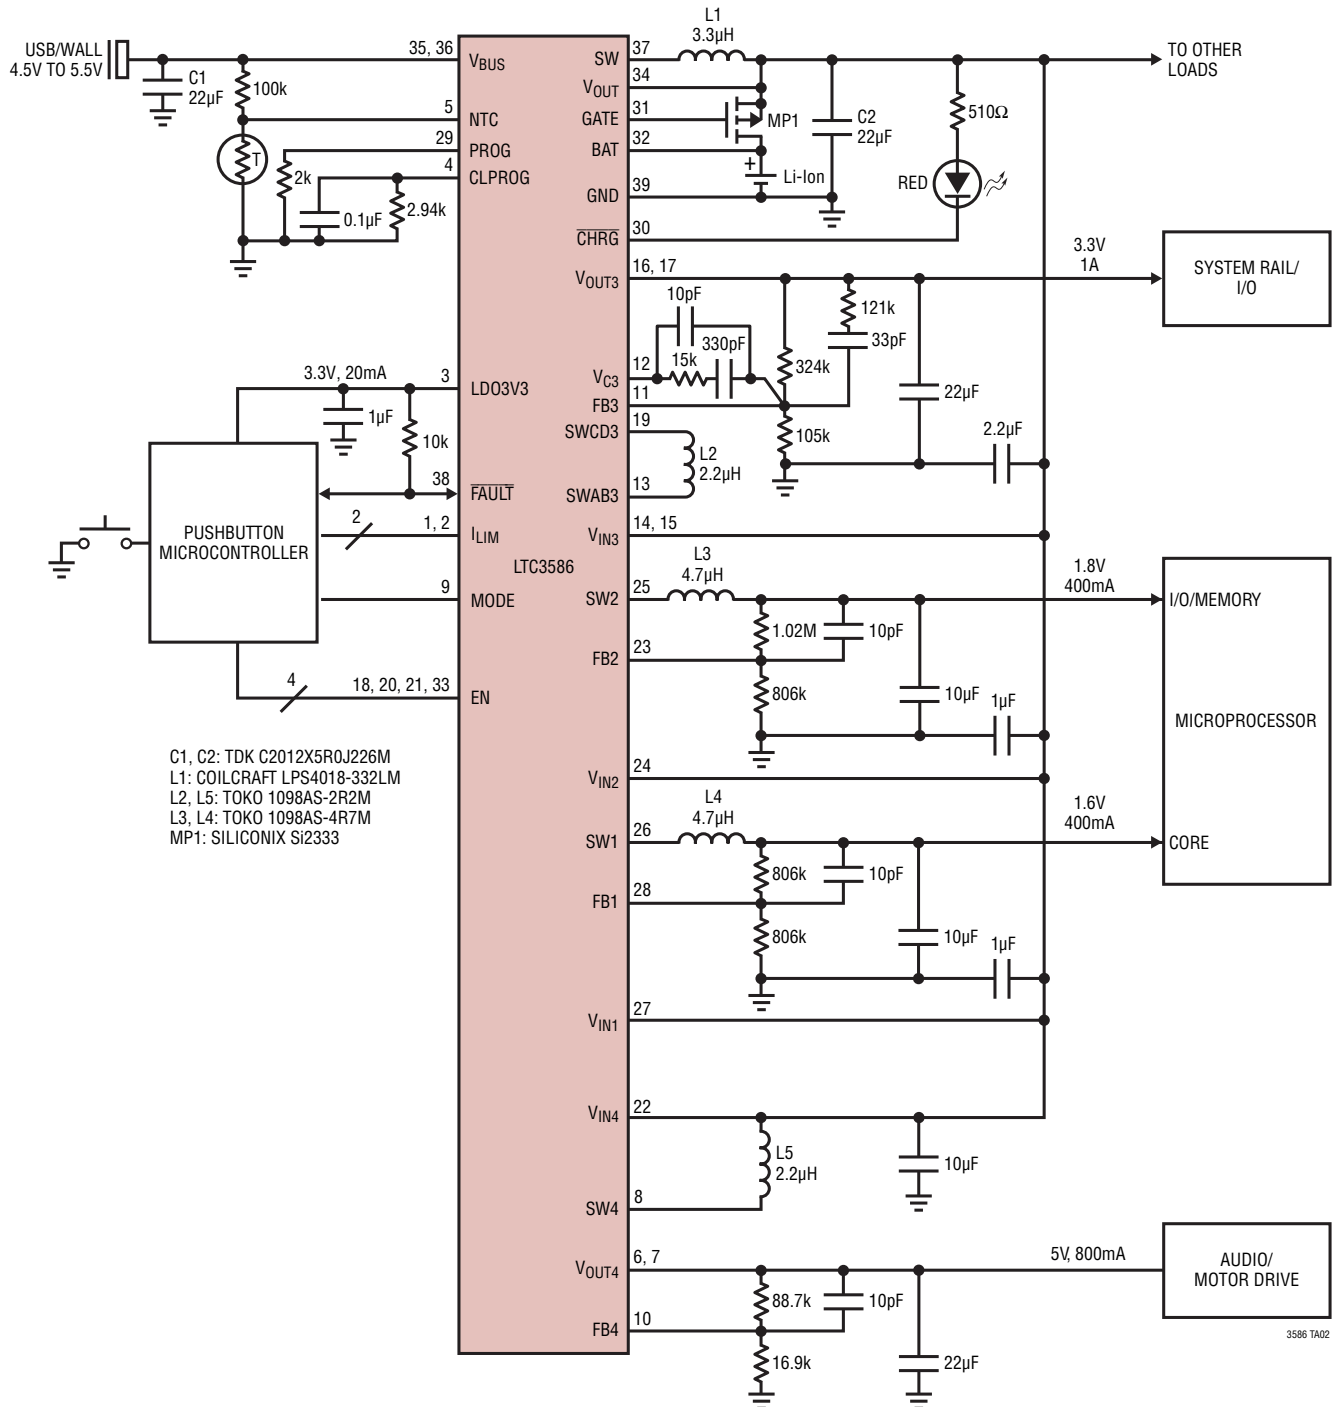 USB/WALL
4.5V TO 5.5V
C1
22µF
100k
T
2k
0.1µF
2.94k
35, 36
VBUS
5
NTC
29
PROG
4
CLPROG
SW
37
L1
3.3µH
VOUT
34
GATE
31
MP1
BAT
32
Li-Ion
+
GND
39
CHRG
30
C2
22µF
510Ω
RED
TO OTHER
LOADS
VOUT3
16, 17
3.3V
1A
SYSTEM RAIL/
I/O
10pF
330pF
15k
121k
33pF
324k
22µF
VC3
12
FB3
11
SWCD3
19
105k
2.2µF
L2
2.2µH
SWAB3
13
VIN3
14, 15
3.3V, 20mA
3
LDO3V3
1µF
10k
38
FAULT
PUSHBUTTON
MICROCONTROLLER
2
1, 2
ILIM
LTC3586
9
MODE
4
18, 20, 21, 33
EN
L3
4.7µH
SW2
25
1.8V
400mA
I/O/MEMORY
1.02M
10pF
FB2
23
806k
10µF
1µF
MICROPROCESSOR
VIN2
24
L4
4.7µH
SW1
26
1.6V
400mA
CORE
806k
10pF
FB1
28
806k
10µF
1µF
VIN1
27
VIN4
22
L5
2.2µH
10µF
SW4
8
VOUT4
6, 7
5V, 800mA
AUDIO/
MOTOR DRIVE
88.7k
10pF
FB4
10
16.9k
22µF
C1, C2: TDK C2012X5R0J226M
L1: COILCRAFT LPS4018-332LM
L2, L5: TOKO 1098AS-2R2M
L3, L4: TOKO 1098AS-4R7M
MP1: SILICONIX Si2333
3586 TA02